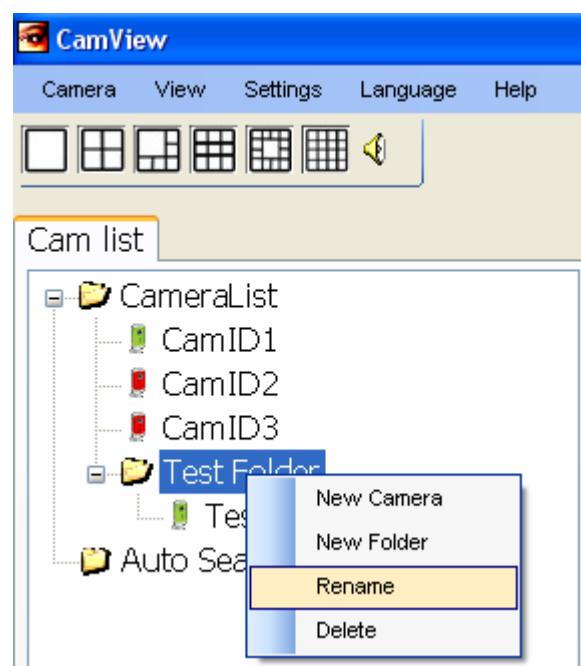 CamView
Camera View Settings Language Help
Cam list
CameraList
CamID1
CamID2
CamID3
Test Folder
New Camera
New Folder
Rename
Delete
Auto